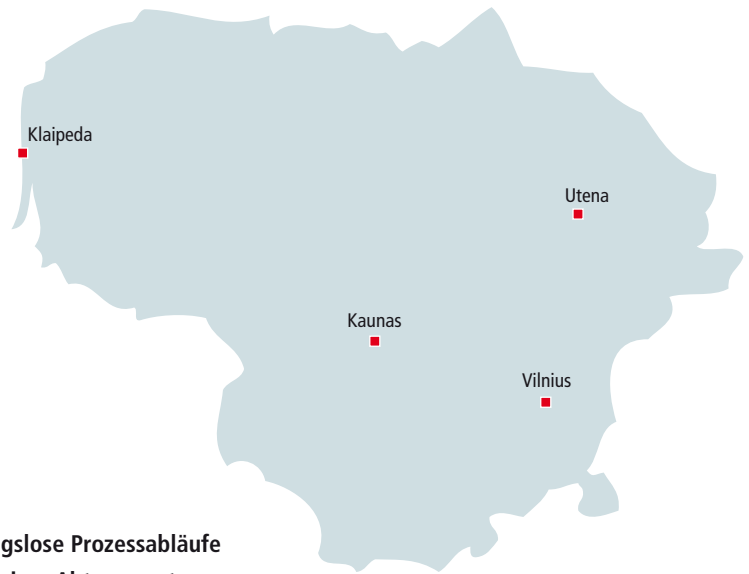 Klaipeda
Utena
Kaunas
Vilnius
gslose Prozessabläufe